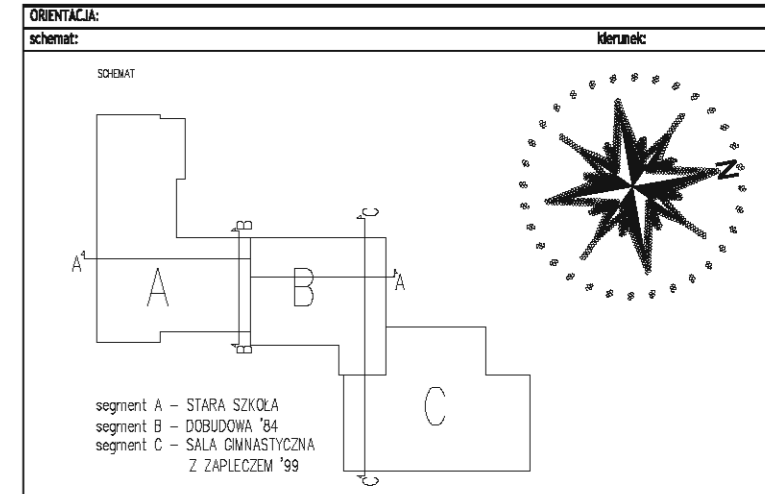 ORIENTACJA:
schemat: kierunek:
SCHEMAT
N
C
B
A
A
B
A
A
B
C
segment A – STARA SZKOŁA
segment B – DOBUDOWA '84
segment C – SALA GIMNASTYCZNA
Z ZAPLECZEM '99
C